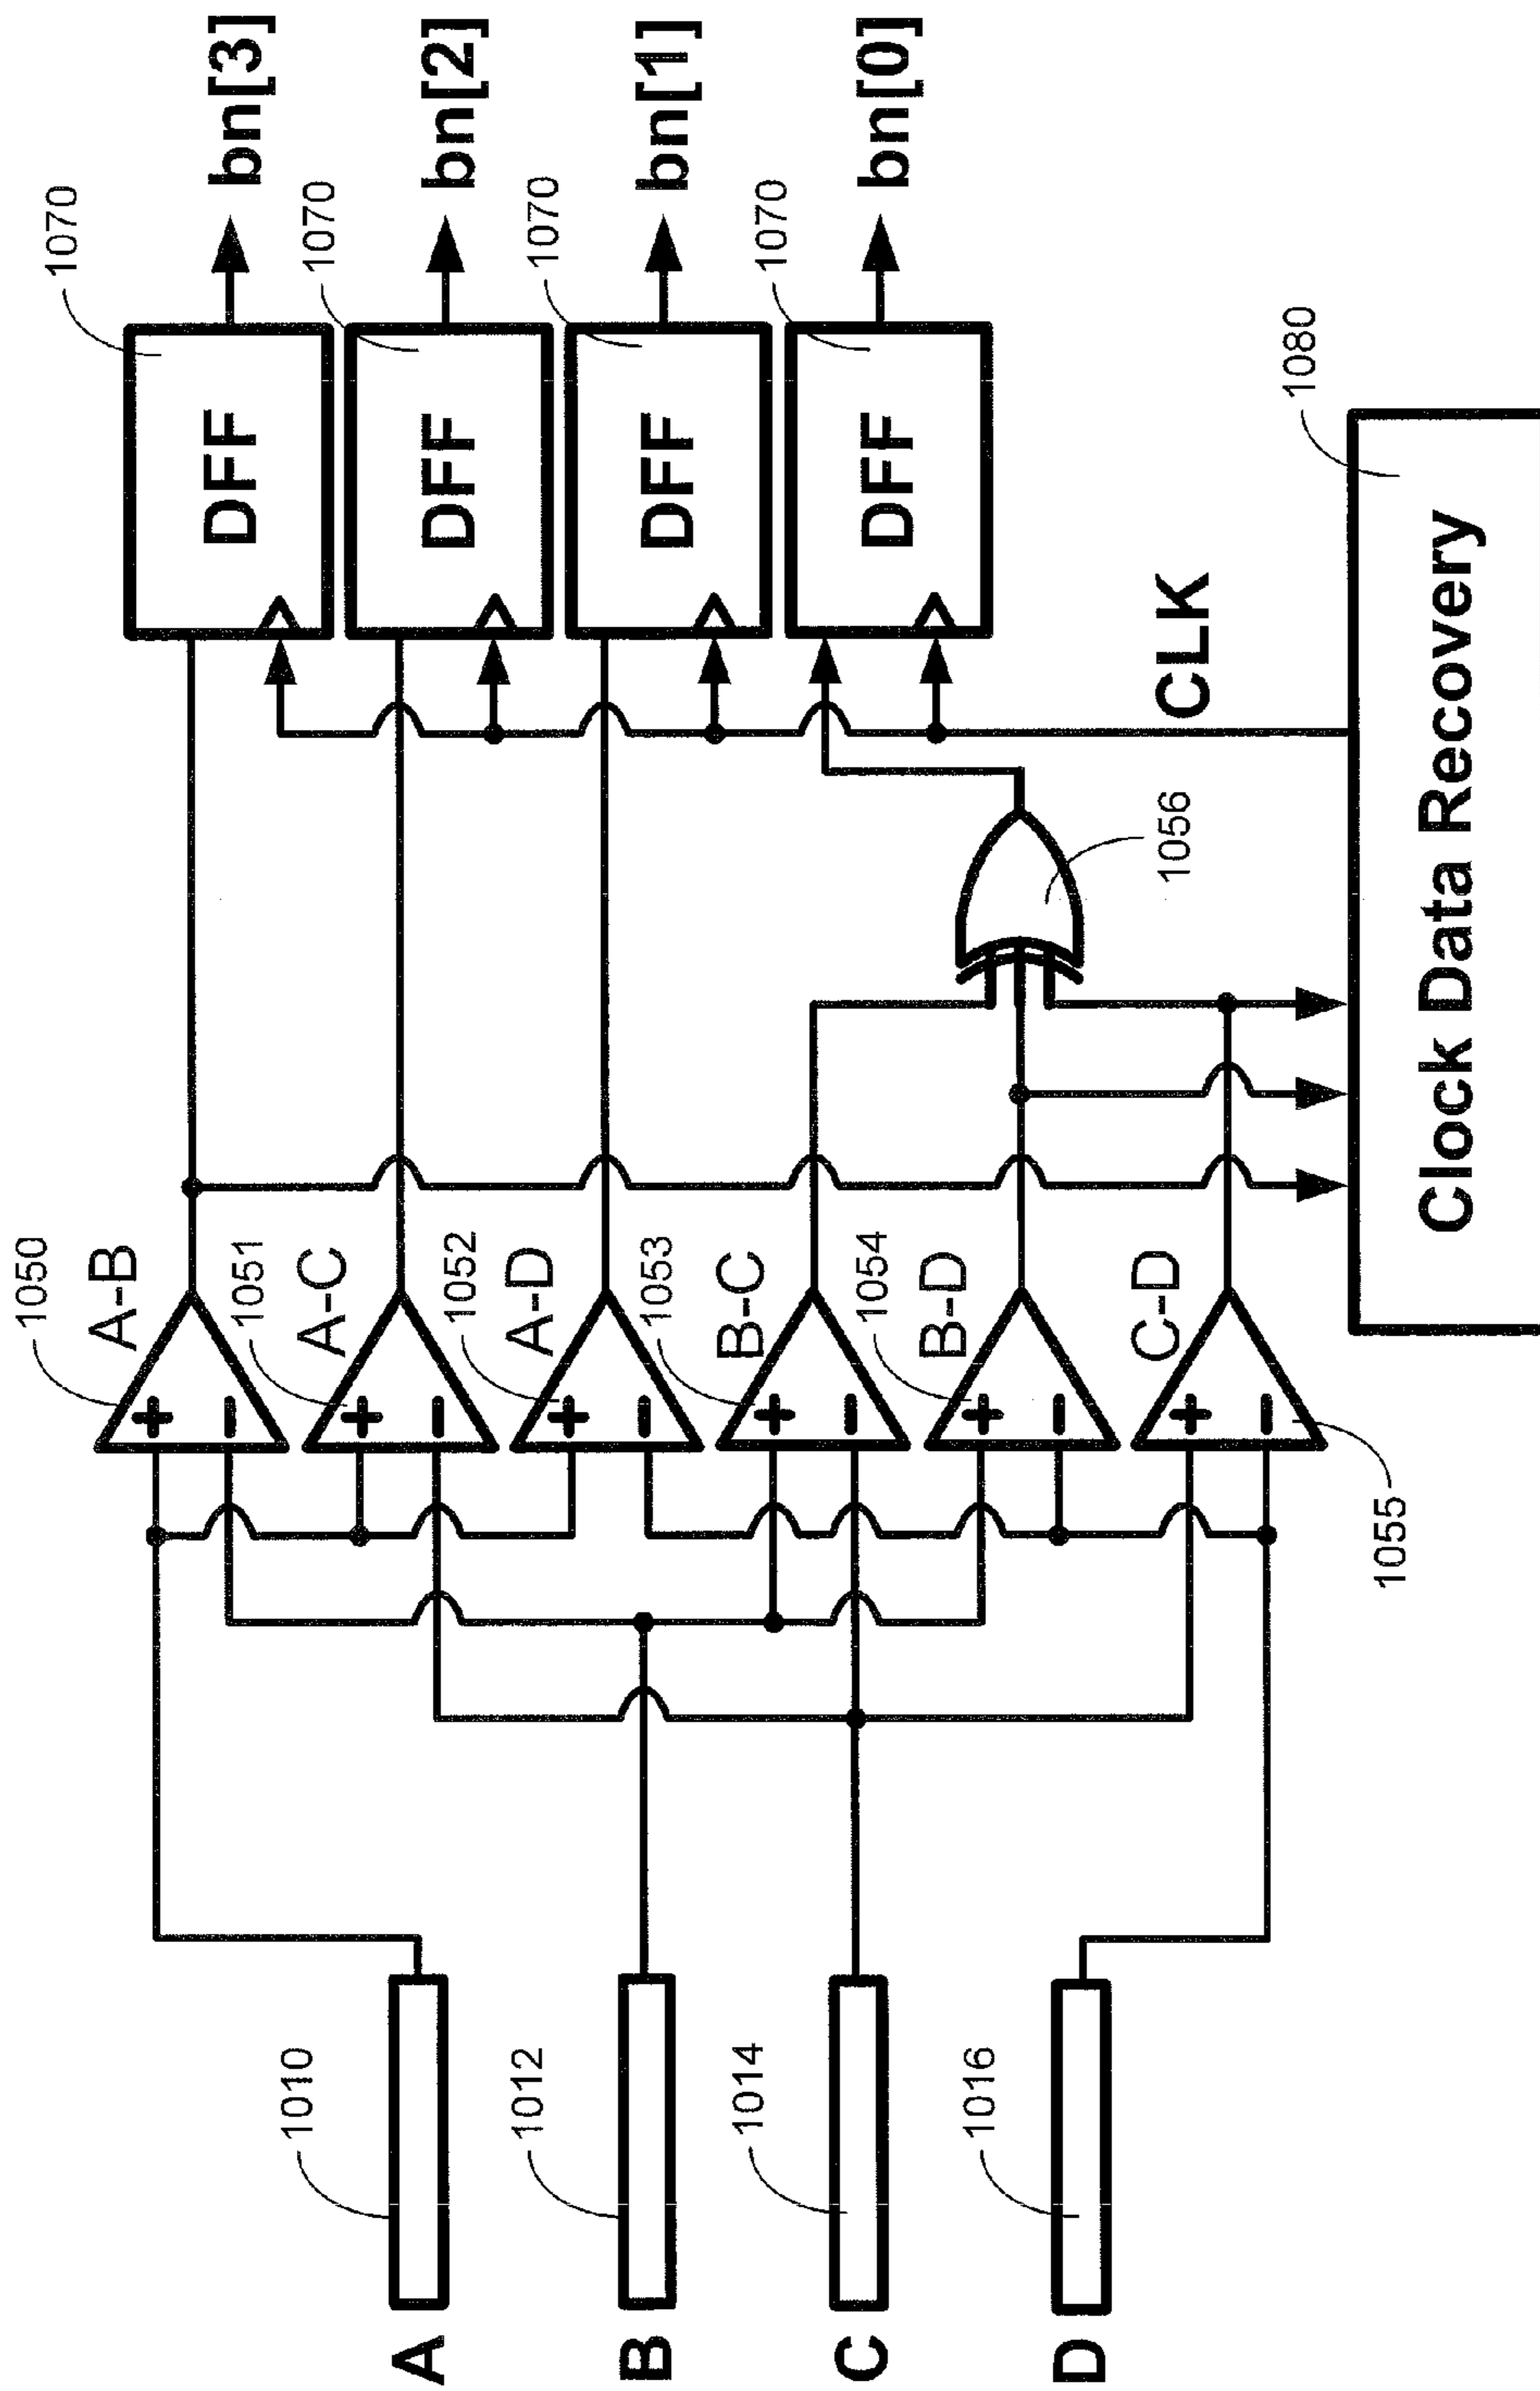 1050
A-B
1051
A-C
1052
A-D
1053
B-C
1054
B-D
C-D
1055
+
−
+
−
+
−
+
−
+
−
+
−
A
1010
B
1012
C
1014
D
1016
1070
DFF
bn[3]
1070
DFF
bn[2]
1070
DFF
bn[1]
1070
DFF
bn[0]
1056
CLK
1080
Clock Data Recovery